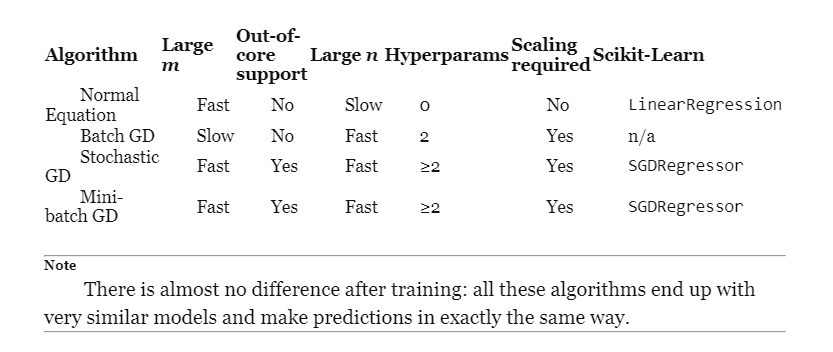 Algorithm Large m Out-of-core support Large n Hyperparams Scaling required Scikit-Learn
Normal Equation Fast No Slow 0 No LinearRegression
Batch GD Slow No Fast 2 Yes n/a
Stochastic GD Fast Yes Fast ≥2 Yes SGDRegressor
Mini-batch GD Fast Yes Fast ≥2 Yes SGDRegressor
Note
There is almost no difference after training: all these algorithms end up with
very similar models and make predictions in exactly the same way.